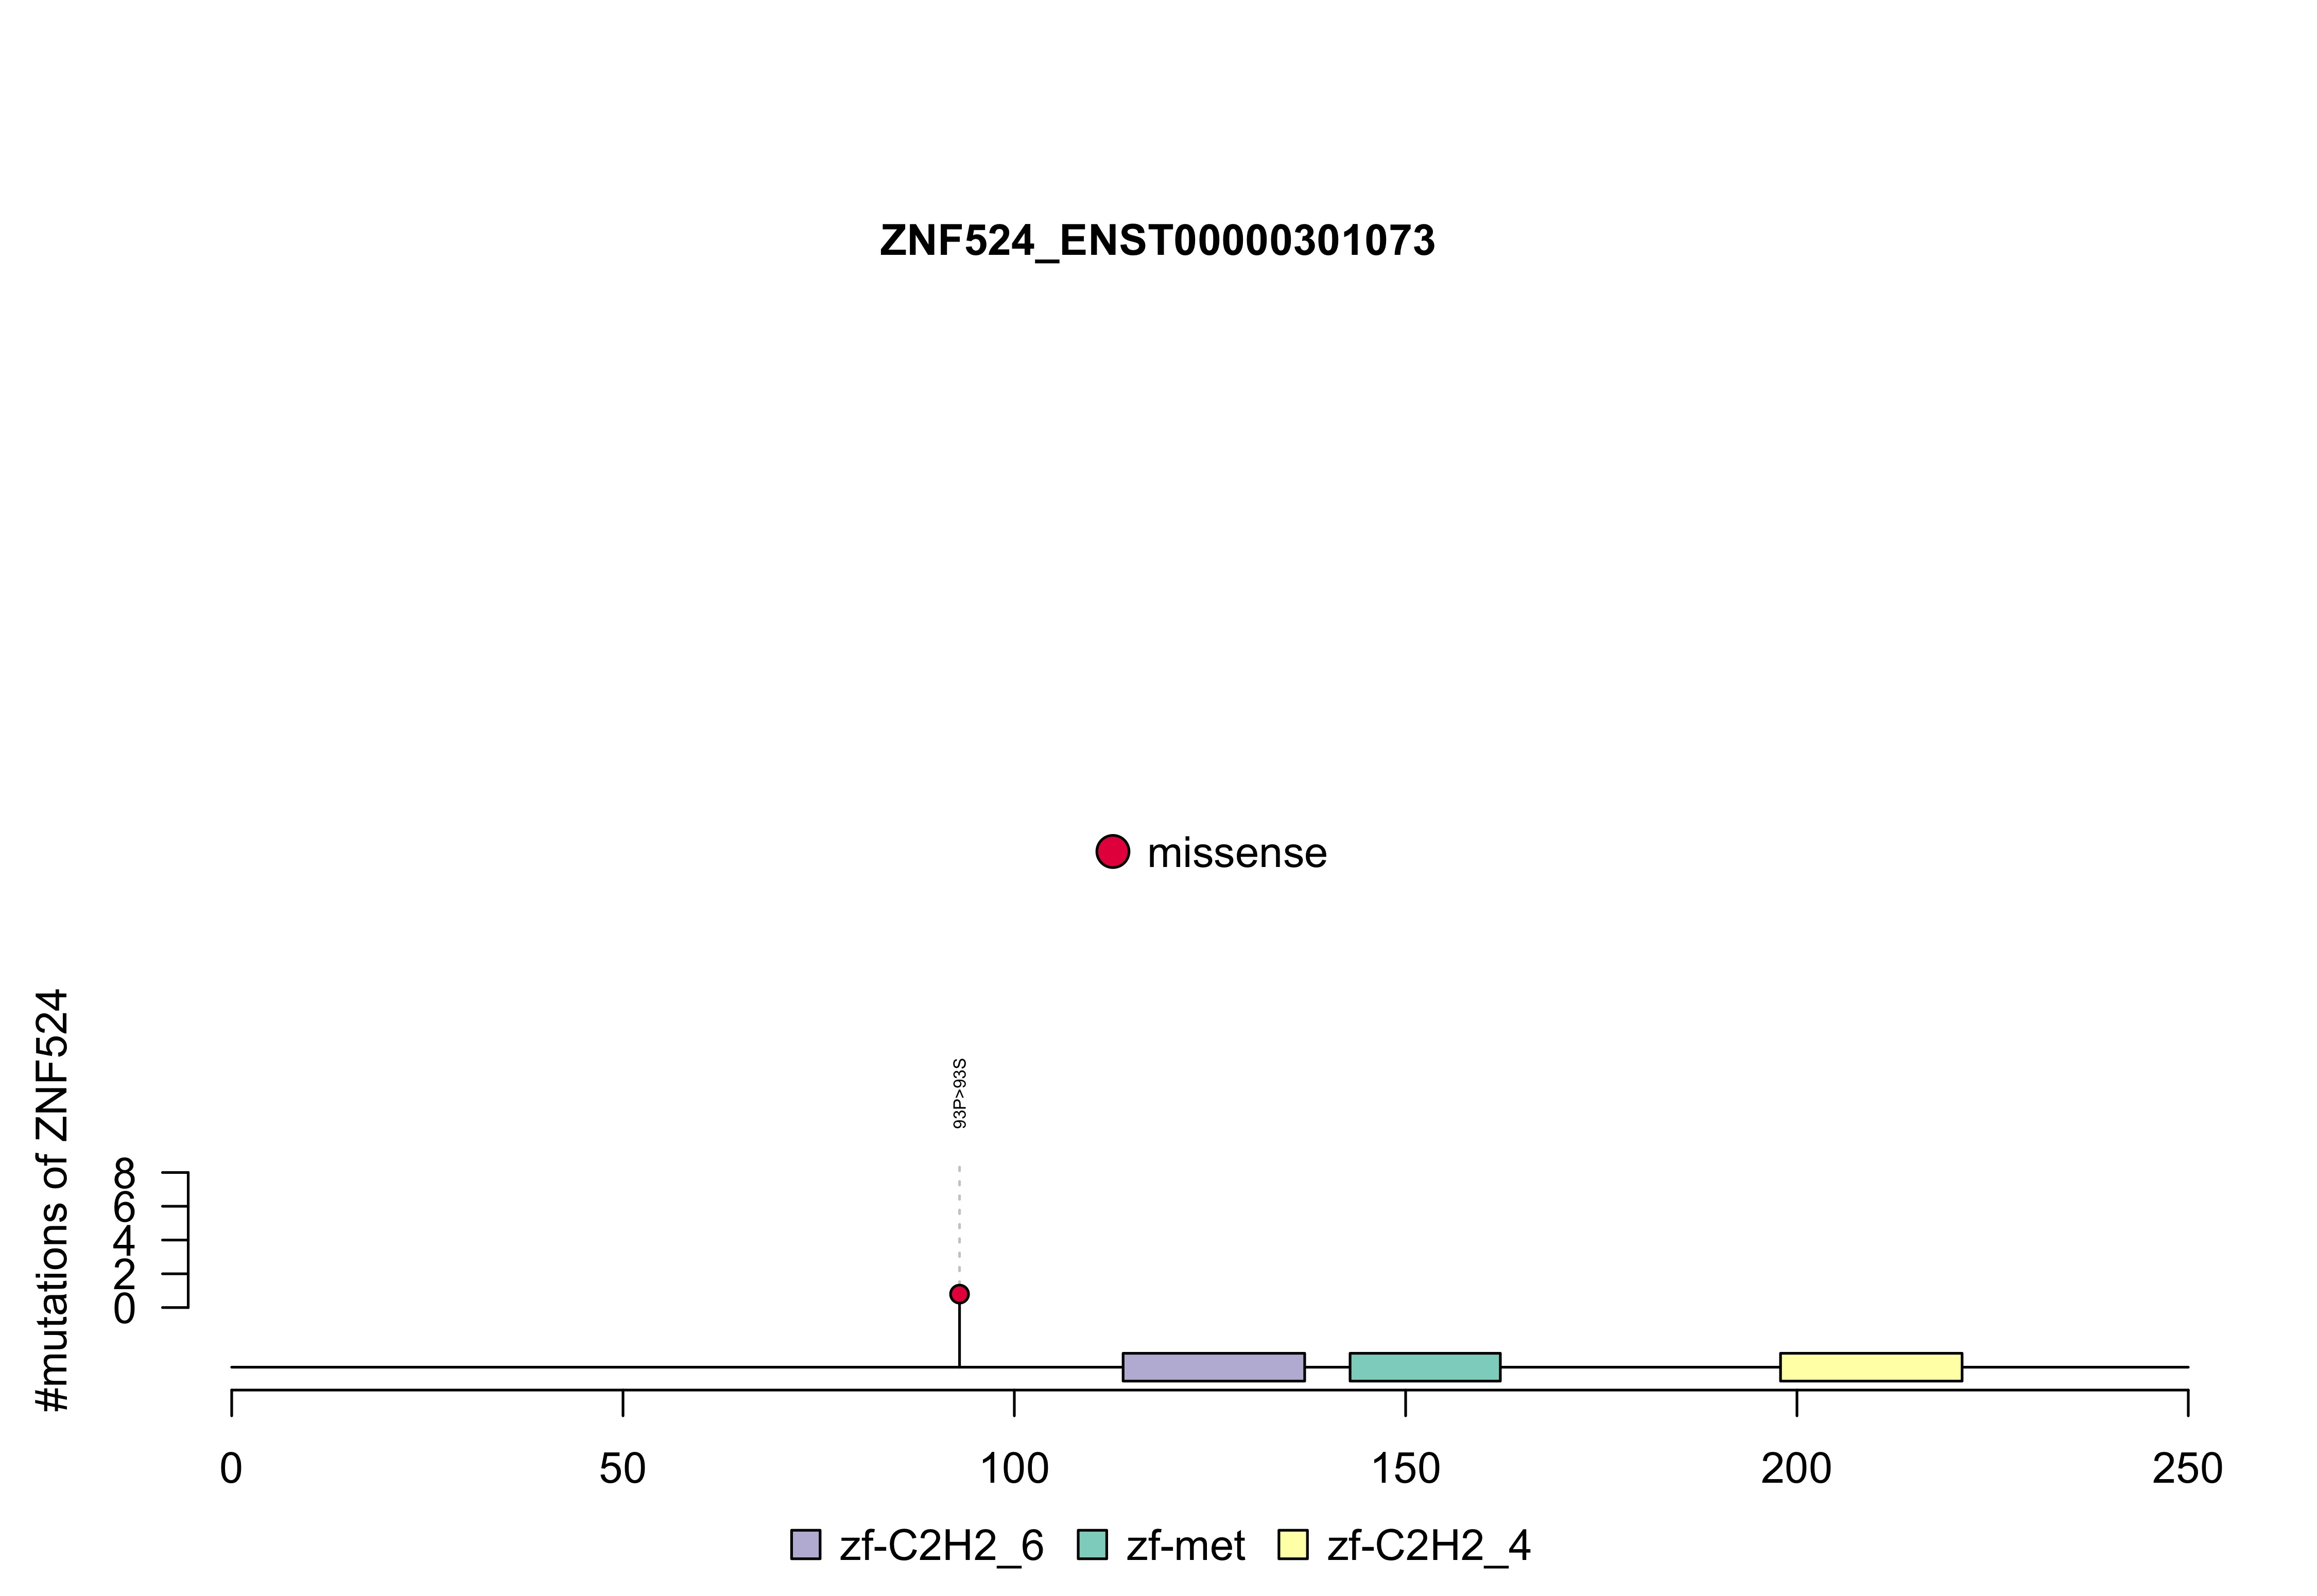 ZNF524_ENST00000301073
missense
#mutations of ZNF524
93P>93S
8
6
4
2
0
0 50 100 150 200 250
zf-C2H2_6 zf-met zf-C2H2_4